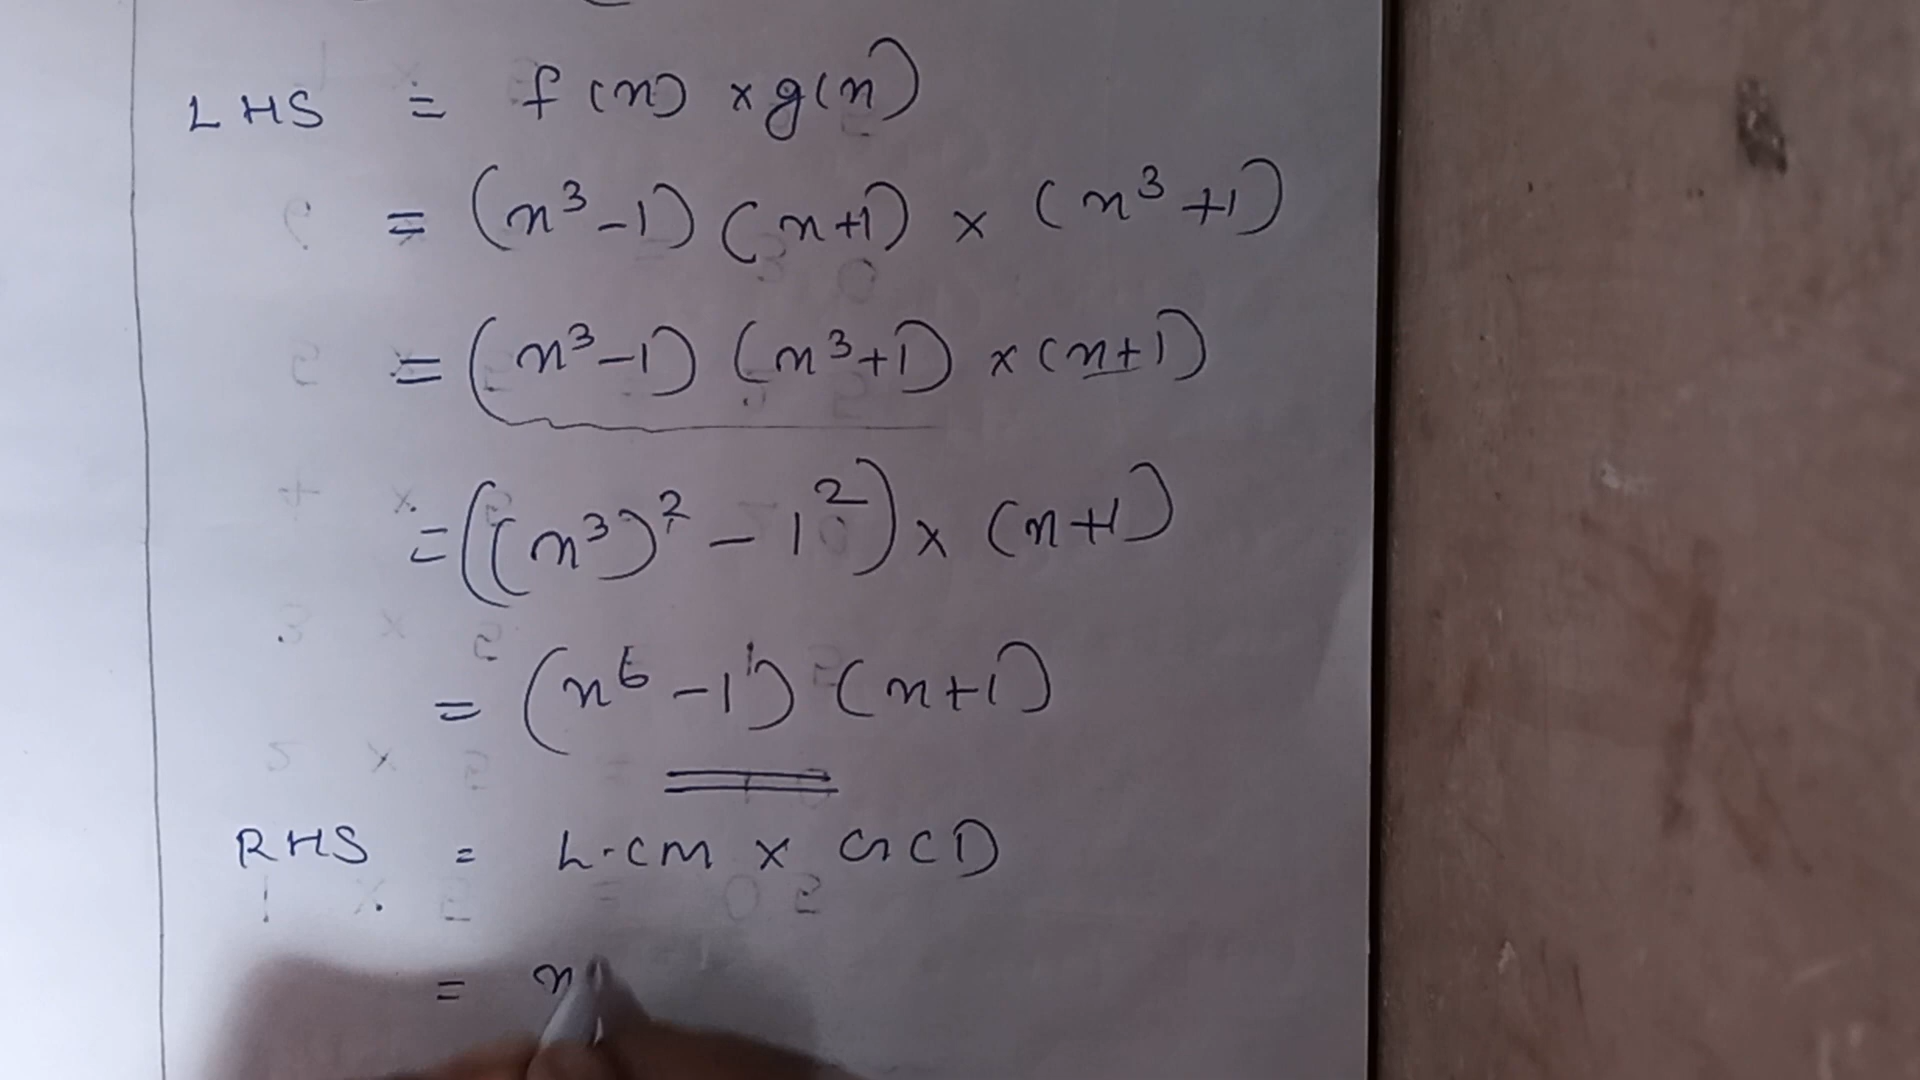 LHS = f(x) × g(x)
= (x³-1) (x+1) × (x³+1)
= (x³-1) (x³+1) × (x+1)
= ((x³)² - 1²) × (x+1)
= (x⁶-1) (x+1)
RHS = L.CM × GCD
= x